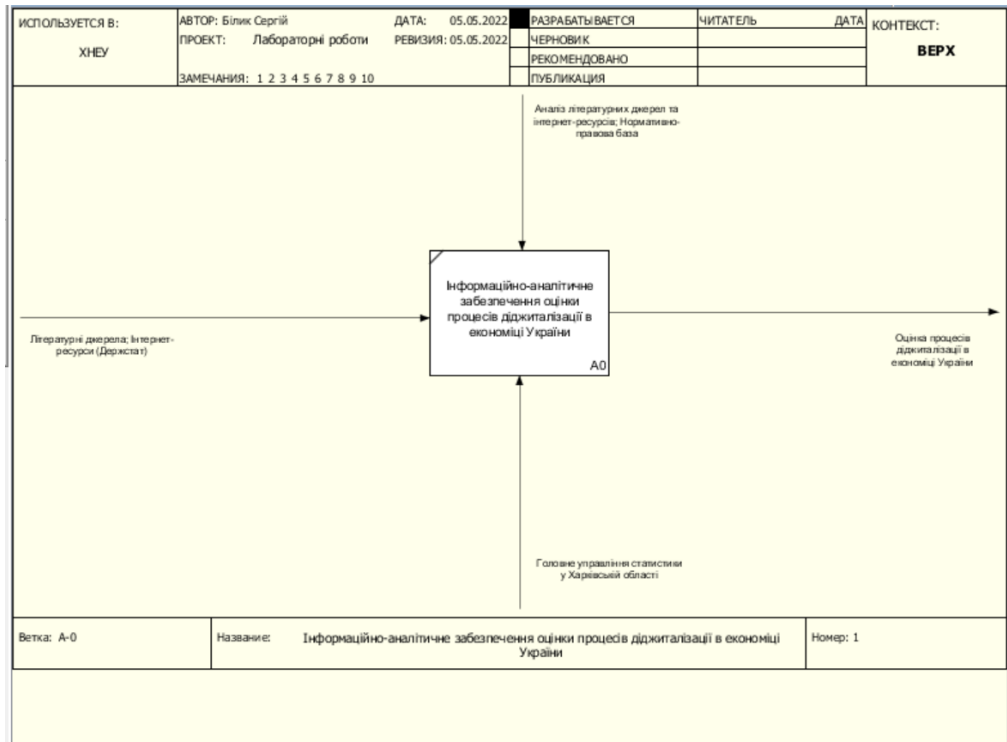 ИСПОЛЬЗУЕТСЯ В:
ХНЕУ
АВТОР: Білик Сергій
ДАТА: 05.05.2022
ПРОЕКТ: Лабораторні роботи
РЕВИЗИЯ: 05.05.2022
ЗАМЕЧАНИЯ: 1 2 3 4 5 6 7 8 9 10
РАЗРАБАТЫВАЕТСЯ
ЧЕРНОВИК
РЕКОМЕНДОВАНО
ПУБЛИКАЦИЯ
ЧИТАТЕЛЬ
ДАТА
КОНТЕКСТ:
ВЕРХ
Аналіз літературних джерел та
інтернет-ресурсів; Нормативно-
правова база
Інформаційно-аналітичне
забезпечення оцінки
процесів діджиталізації в
економіці України
A0
Літературні джерела; Інтернет-
ресурси (Держстат)
Оцінка процесів
діджиталізації в
економіці України
Головне управління статистики
у Харківській області
Ветка: A-0
Название:
Інформаційно-аналітичне забезпечення оцінки процесів діджиталізації в економіці
України
Номер: 1